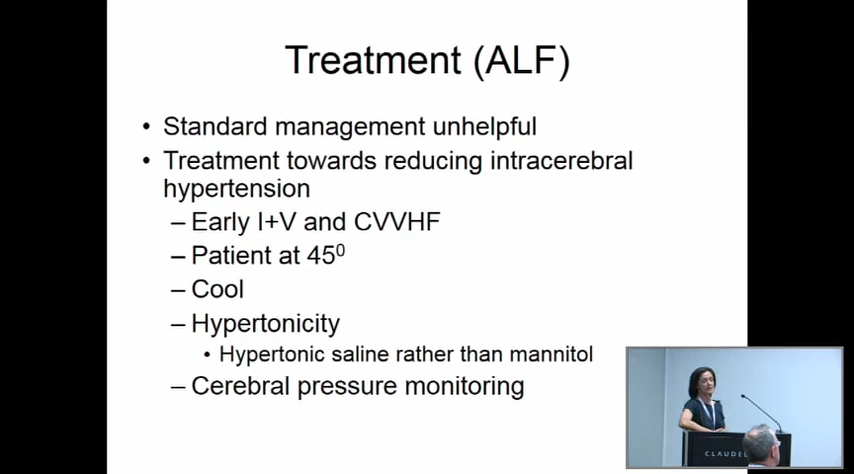 Treatment (ALF)
• Standard management unhelpful
• Treatment towards reducing intracerebral
hypertension
– Early I+V and CVVHF
– Patient at 45⁰
– Cool
– Hypertonicity
• Hypertonic saline rather than mannitol
– Cerebral pressure monitoring
CLAUDEL